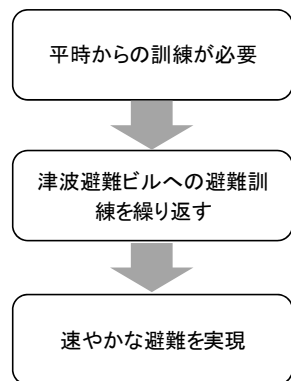 平時からの訓練が必要
津波避難ビルへの避難訓
練を繰り返す
速やかな避難を実現